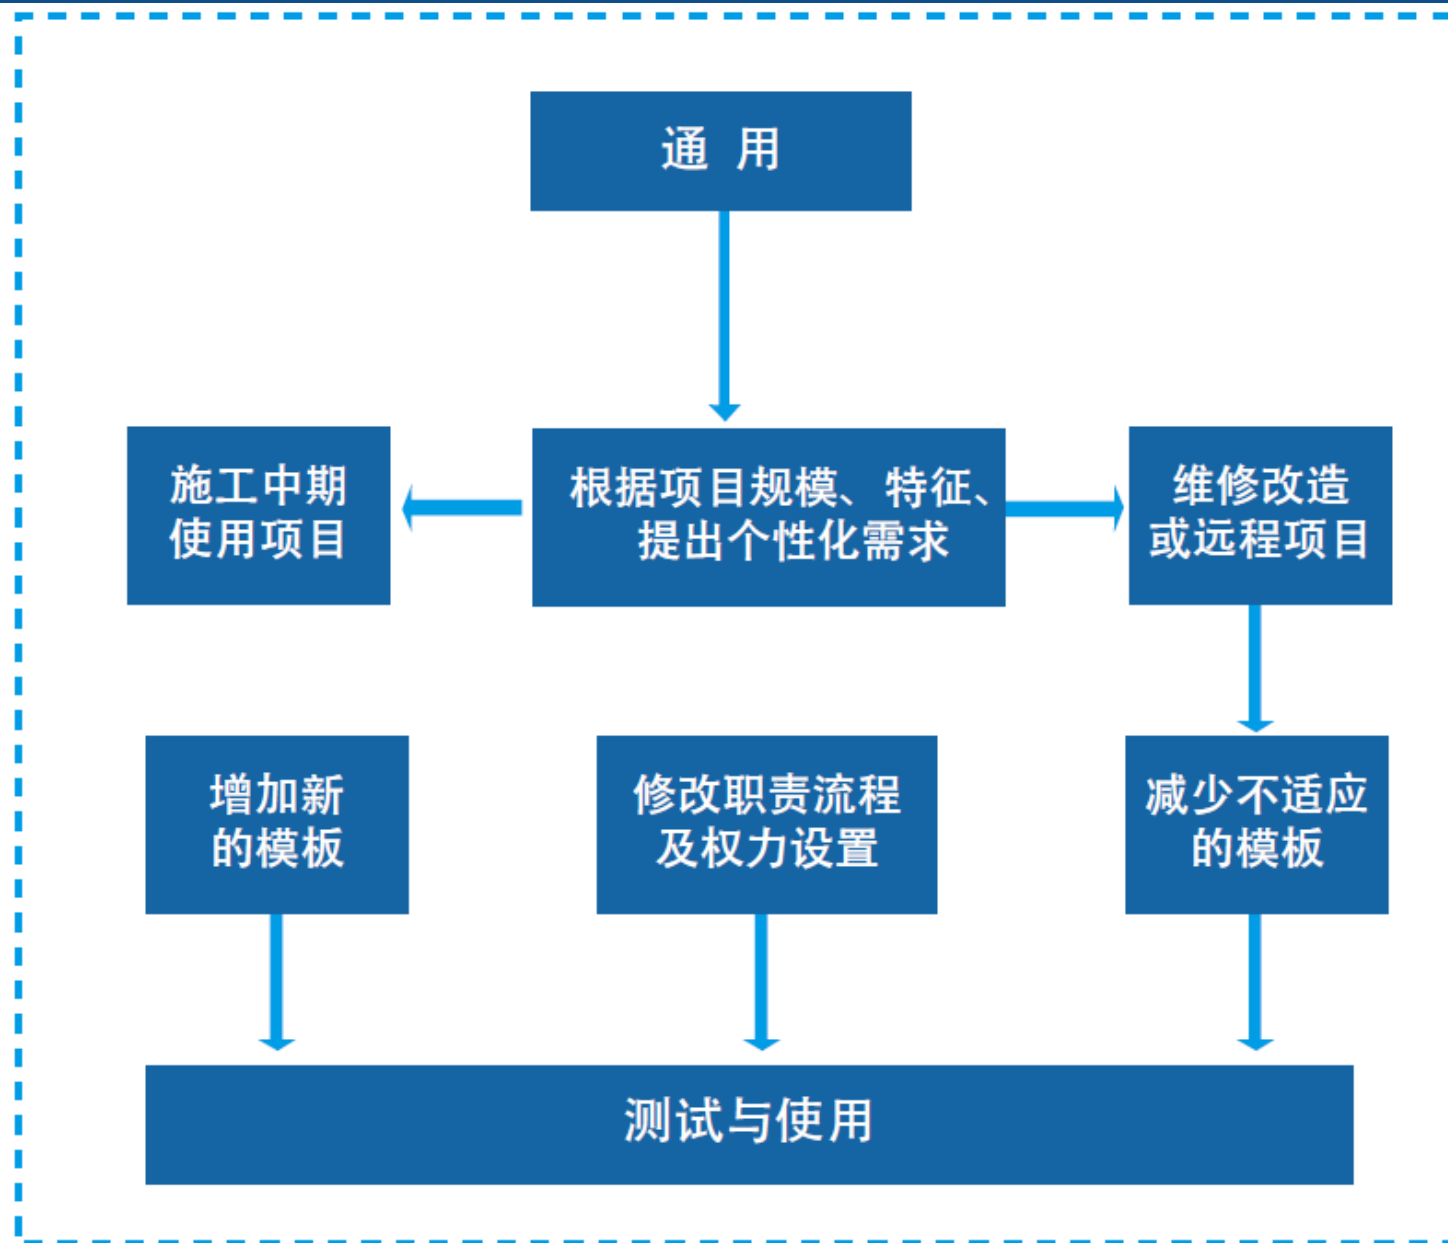 通 用
施工中期
使用项目
根据项目规模、特征、
提出个性化需求
维修改造
或远程项目
增加新
的模板
修改职责流程
及权力设置
减少不适应
的模板
测试与使用